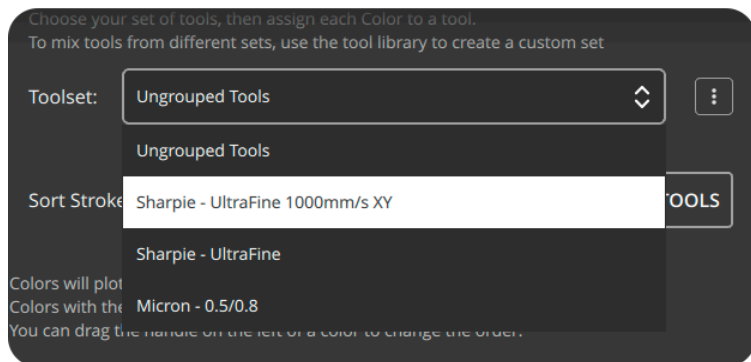 Choose your set of tools, then assign each Color to a tool.
To mix tools from different sets, use the tool library to create a custom set
Toolset:
Ungrouped Tools
Ungrouped Tools
Sort Stroke
Sharpie - UltraFine 1000mm/s XY
TOOLS
Sharpie - UltraFine
Colors will plot
Colors with the
Micron - 0.5/0.8
You can drag the handle on the left of a color to change the order.